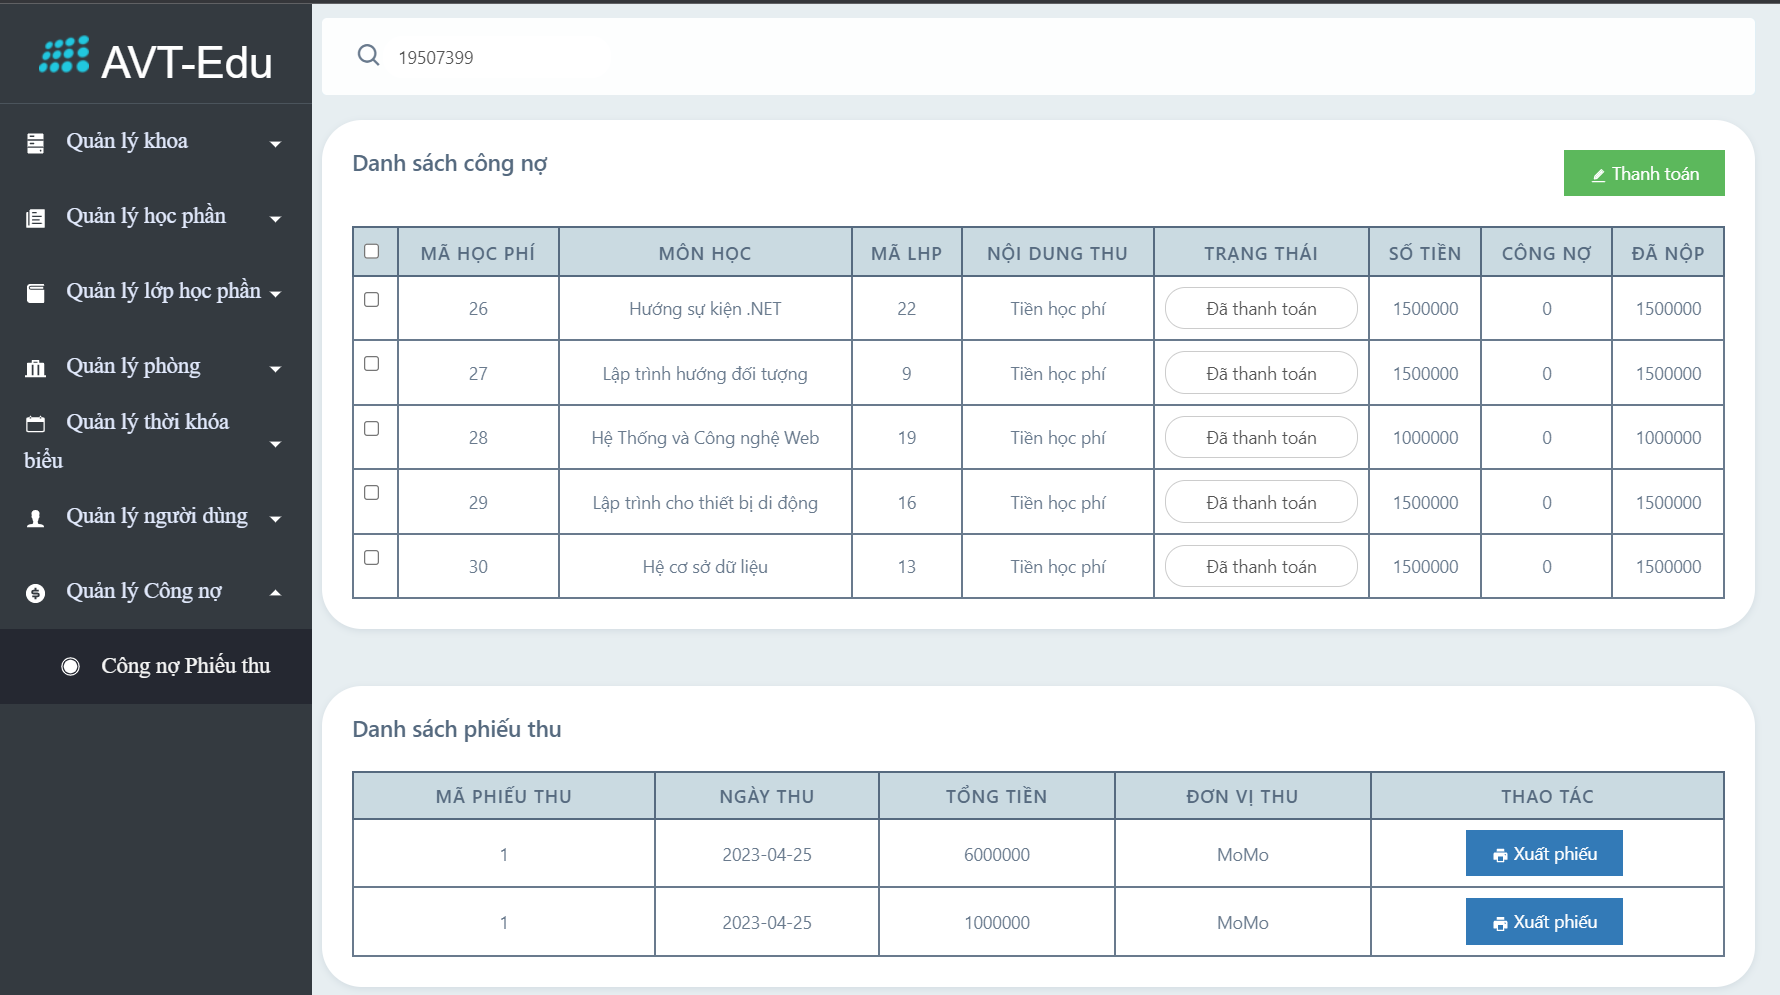 AVT-Edu
Quản lý khoa
Quản lý học phần
Quản lý lớp học phần
Quản lý phòng
Quản lý thời khóa
biểu
Quản lý người dùng
Quản lý Công nợ
Công nợ Phiếu thu
19507399
Danh sách công nợ
Thanh toán
MÃ HỌC PHÍ MÔN HỌC MÃ LHP NỘI DUNG THU TRẠNG THÁI SỐ TIỀN CÔNG NỢ ĐÃ NỘP
26 Hướng sự kiện .NET 22 Tiền học phí Đã thanh toán 1500000 0 1500000
27 Lập trình hướng đối tượng 9 Tiền học phí Đã thanh toán 1500000 0 1500000
28 Hệ Thống và Công nghệ Web 19 Tiền học phí Đã thanh toán 1000000 0 1000000
29 Lập trình cho thiết bị di động 16 Tiền học phí Đã thanh toán 1500000 0 1500000
30 Hệ cơ sở dữ liệu 13 Tiền học phí Đã thanh toán 1500000 0 1500000
Danh sách phiếu thu
MÃ PHIẾU THU NGÀY THU TỔNG TIỀN ĐƠN VỊ THU THAO TÁC
1 2023-04-25 6000000 MoMo Xuất phiếu
1 2023-04-25 1000000 MoMo Xuất phiếu